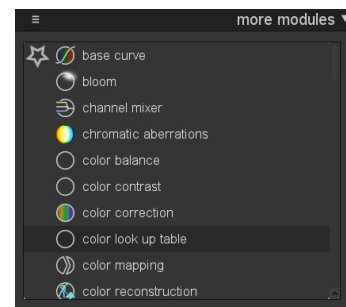 more modules
base curve
bloom
channel mixer
chromatic aberrations
color balance
color contrast
color correction
color look up table
color mapping
color reconstruction